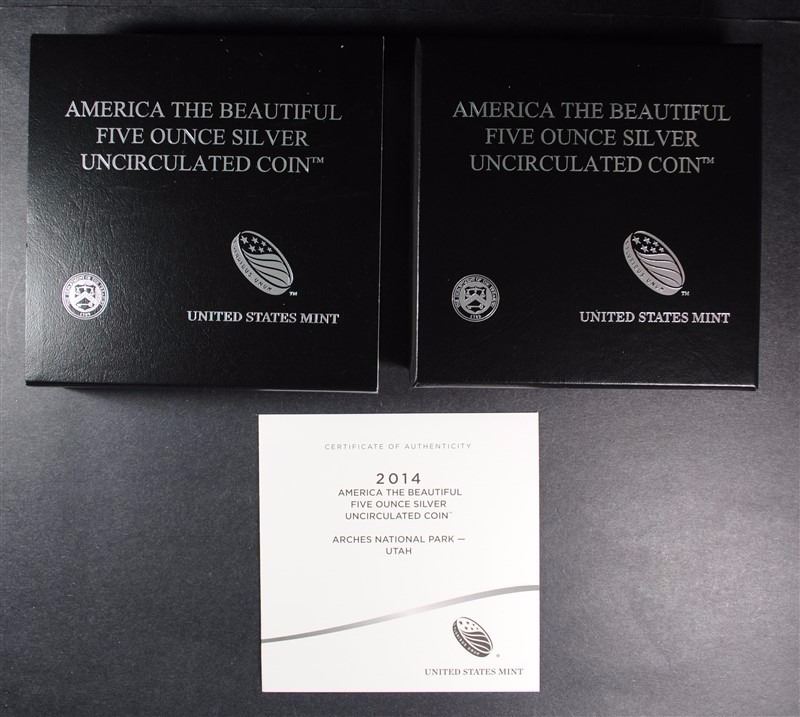 AMERICA THE BEAUTIFUL
FIVE OUNCE SILVER
UNCIRCULATED COIN™
UNITED STATES MINT
AMERICA THE BEAUTIFUL
FIVE OUNCE SILVER
UNCIRCULATED COIN™
UNITED STATES MINT
CERTIFICATE OF AUTHENTICITY
2014
AMERICA THE BEAUTIFUL
FIVE OUNCE SILVER
UNCIRCULATED COIN™
ARCHES NATIONAL PARK —
UTAH
UNITED STATES MINT